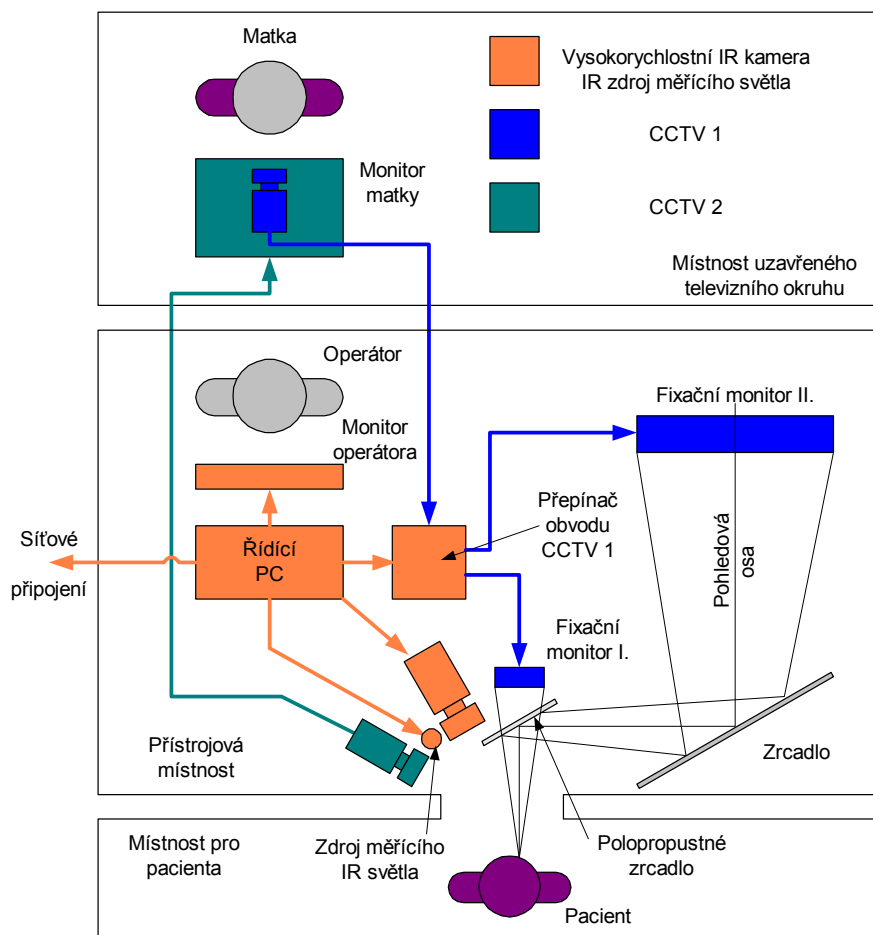 Matka
Vysokorychlostní IR kamera
IR zdroj měřícího světla
CCTV 1
Monitor
matky
CCTV 2
Místnost uzavřeného
televizního okruhu
Operátor
Monitor
operátora
Fixační monitor II.
Síťové
připojení
Řídící
PC
Přepínač
obvodu
CCTV 1
Pohledová
osa
Fixační
monitor I.
Přístrojová
místnost
Zrcadlo
Místnost pro
pacienta
Zdroj měřícího
IR světla
Polopropustné
zrcadlo
Pacient